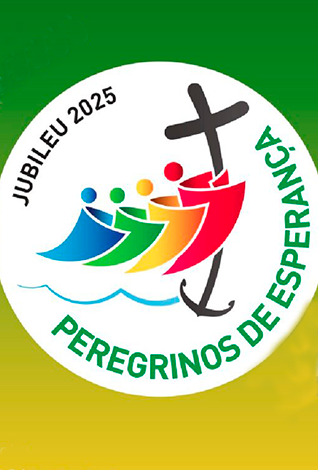 JUBILEU 2025
PEREGRINOS DE ESPERANÇA